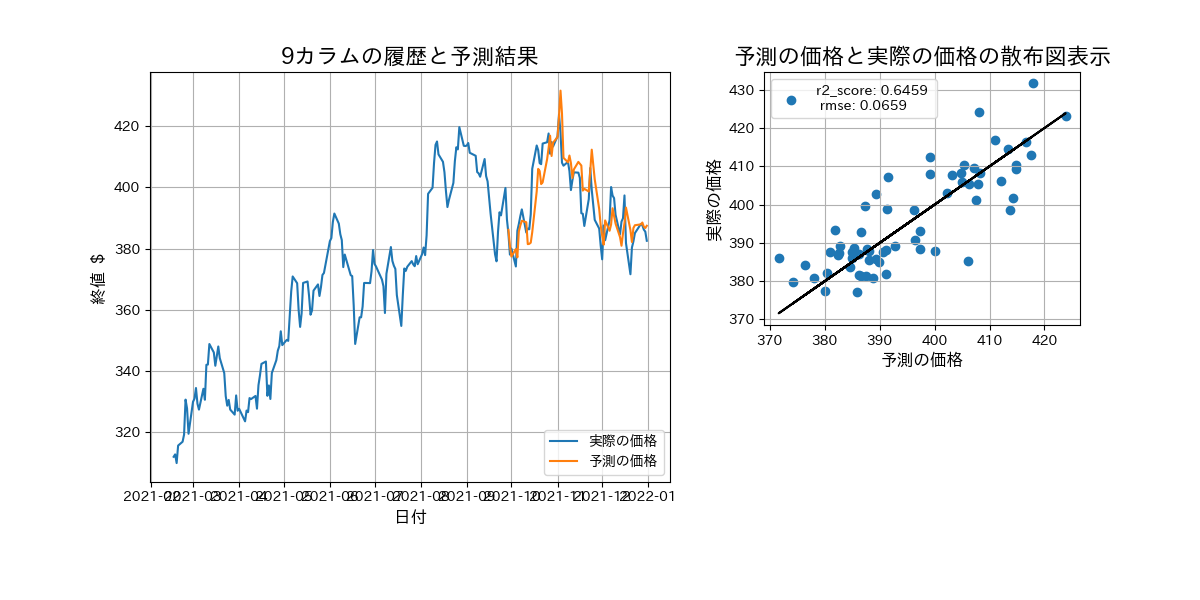 9カラムの履歴と予測結果
終値 $
420
400
380
360
340
320
実際の価格
予測の価格
2021-02 2021-03 2021-04 2021-05 2021-06 2021-07 2021-08 2021-09 2021-10 2021-11 2021-12 2022-01
日付
予測の価格と実際の価格の散布図表示
r2_score: 0.6459
rmse: 0.0659
実際の価格
430
420
410
400
390
380
370
370 380 390 400 410 420
予測の価格